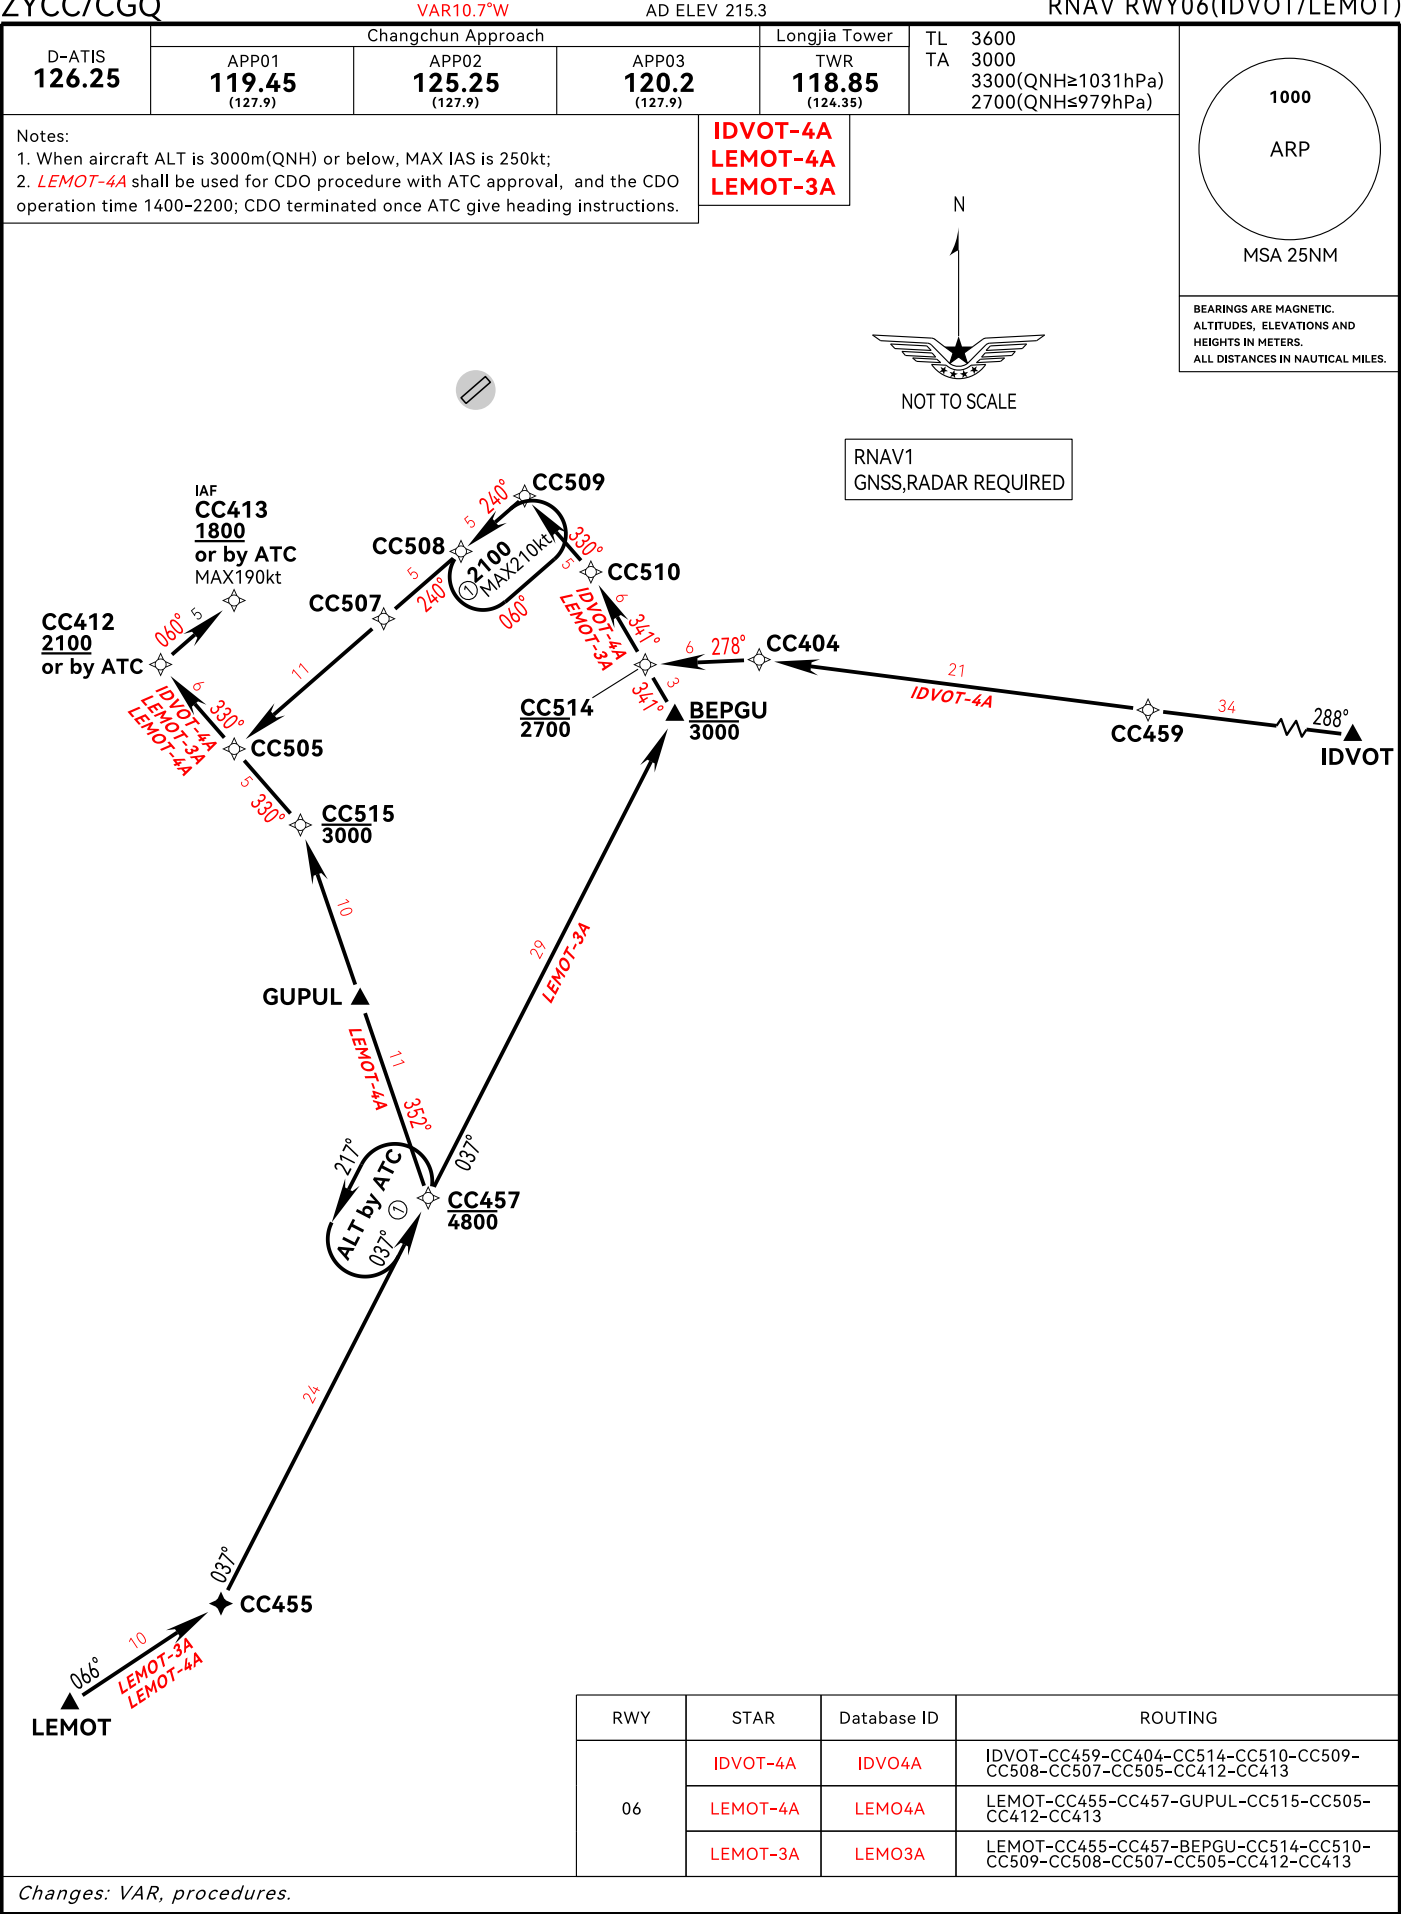 ZYCC/CGQ
VAR10.7°W
AD ELEV 215.3
RNAV RWY06(IDVOT/LEMOT)
D-ATIS
126.25
Changchun Approach
APP01
119.45
(127.9)
APP02
125.25
(127.9)
APP03
120.2
(127.9)
Longjia Tower
TWR
118.85
(124.35)
TL 3600
TA 3000
3300(QNH≥1031hPa)
2700(QNH≤979hPa)
1000
ARP
MSA 25NM
Notes:
1. When aircraft ALT is 3000m(QNH) or below, MAX IAS is 250kt;
2. LEMOT-4A shall be used for CDO procedure with ATC approval, and the CDO
operation time 1400-2200; CDO terminated once ATC give heading instructions.
IDVOT-4A
LEMOT-4A
LEMOT-3A
BEARINGS ARE MAGNETIC.
ALTITUDES, ELEVATIONS AND
HEIGHTS IN METERS.
ALL DISTANCES IN NAUTICAL MILES.
N
NOT TO SCALE
RNAV1
GNSS,RADAR REQUIRED
IAF
CC413
1800
or by ATC
MAX190kt
CC412
2100
or by ATC
060°
5
CC509
240°
5
CC508
① 2100
MAX210kt
060°
5
240°
CC507
11
330°
5
CC510
IDVOT-4A
LEMOT-3A
6
341°
CC514
2700
341°
3
BEPGU
3000
6
278°
CC404
21
IDVOT-4A
CC459
34
288°
IDVOT
6
330°
IDVOT-4A
LEMOT-3A
LEMOT-4A
CC505
5
330°
CC515
3000
10
GUPUL
11
LEMOT-4A
352°
29
LEMOT-3A
037°
217°
ALT by ATC
①
037°
CC457
4800
24
037°
CC455
066°
10
LEMOT-3A
LEMOT-4A
LEMOT
RWY
STAR
Database ID
ROUTING
06
IDVOT-4A
IDVO4A
IDVOT-CC459-CC404-CC514-CC510-CC509-
CC508-CC507-CC505-CC412-CC413
LEMOT-4A
LEMO4A
LEMOT-CC455-CC457-GUPUL-CC515-CC505-
CC412-CC413
LEMOT-3A
LEMO3A
LEMOT-CC455-CC457-BEPGU-CC514-CC510-
CC509-CC508-CC507-CC505-CC412-CC413
Changes: VAR, procedures.